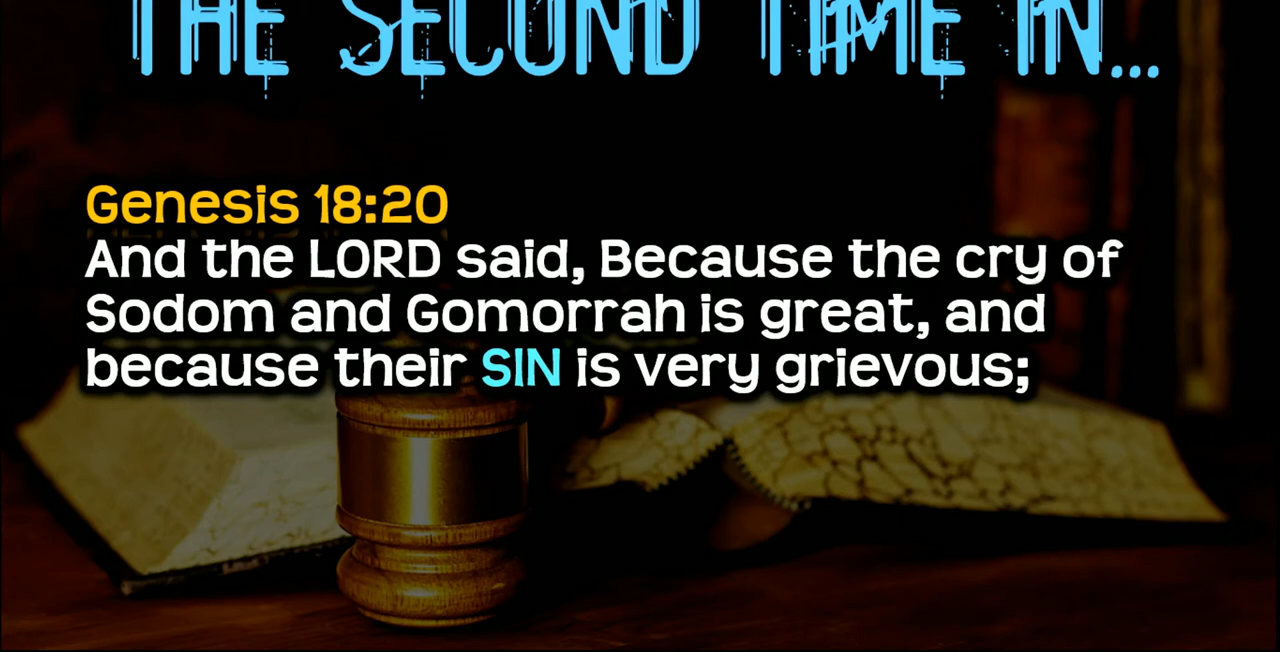 THE SECOND TIME IN...
Genesis 18:20
And the LORD said, Because the cry of
Sodom and Gomorrah is great, and
because their SIN is very grievous;